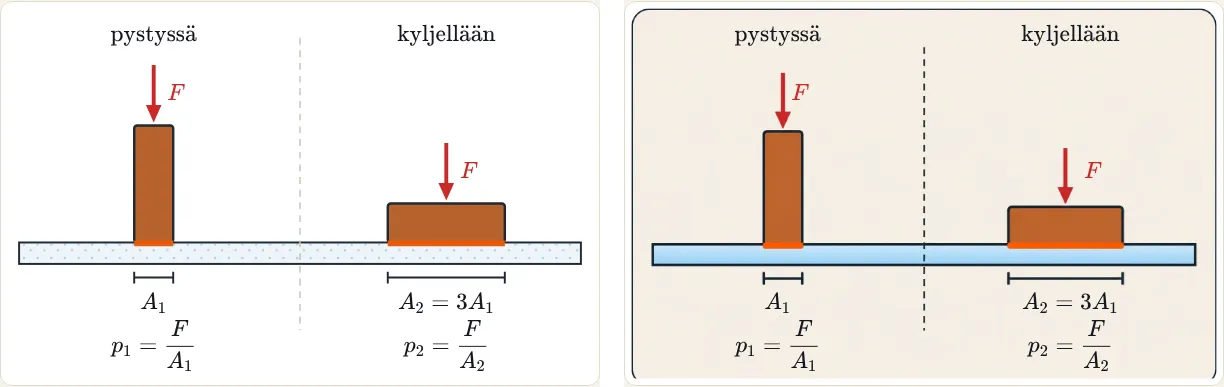 pystyssä
kyljellään
F
F
A₁
A₂ = 3A₁
p₁ = F/A₁
p₂ = F/A₂
pystyssä
kyljellään
F
F
A₁
A₂ = 3A₁
p₁ = F/A₁
p₂ = F/A₂